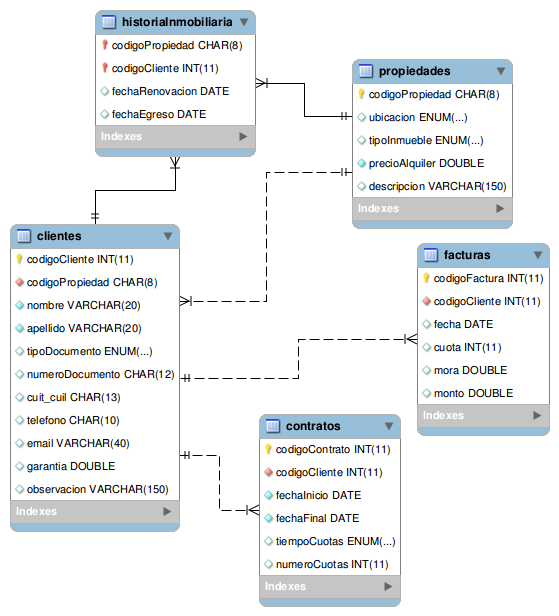 historiaInmobiliaria
codigoPropiedad CHAR(8)
codigoCliente INT(11)
fechaRenovacion DATE
fechaEgreso DATE
Indexes
propiedades
codigoPropiedad CHAR(8)
ubicacion ENUM(...)
tipoInmueble ENUM(...)
precioAlquiler DOUBLE
descripcion VARCHAR(150)
Indexes
clientes
codigoCliente INT(11)
codigoPropiedad CHAR(8)
nombre VARCHAR(20)
apellido VARCHAR(20)
tipoDocumento ENUM(...)
numeroDocumento CHAR(12)
cuit_cuil CHAR(13)
telefono CHAR(10)
email VARCHAR(40)
garantia DOUBLE
observacion VARCHAR(150)
Indexes
facturas
codigoFactura INT(11)
codigoCliente INT(11)
fecha DATE
cuota INT(11)
mora DOUBLE
monto DOUBLE
Indexes
contratos
codigoContrato INT(11)
codigoCliente INT(11)
fechaInicio DATE
fechaFinal DATE
tiempoCuotas ENUM(...)
numeroCuotas INT(11)
Indexes